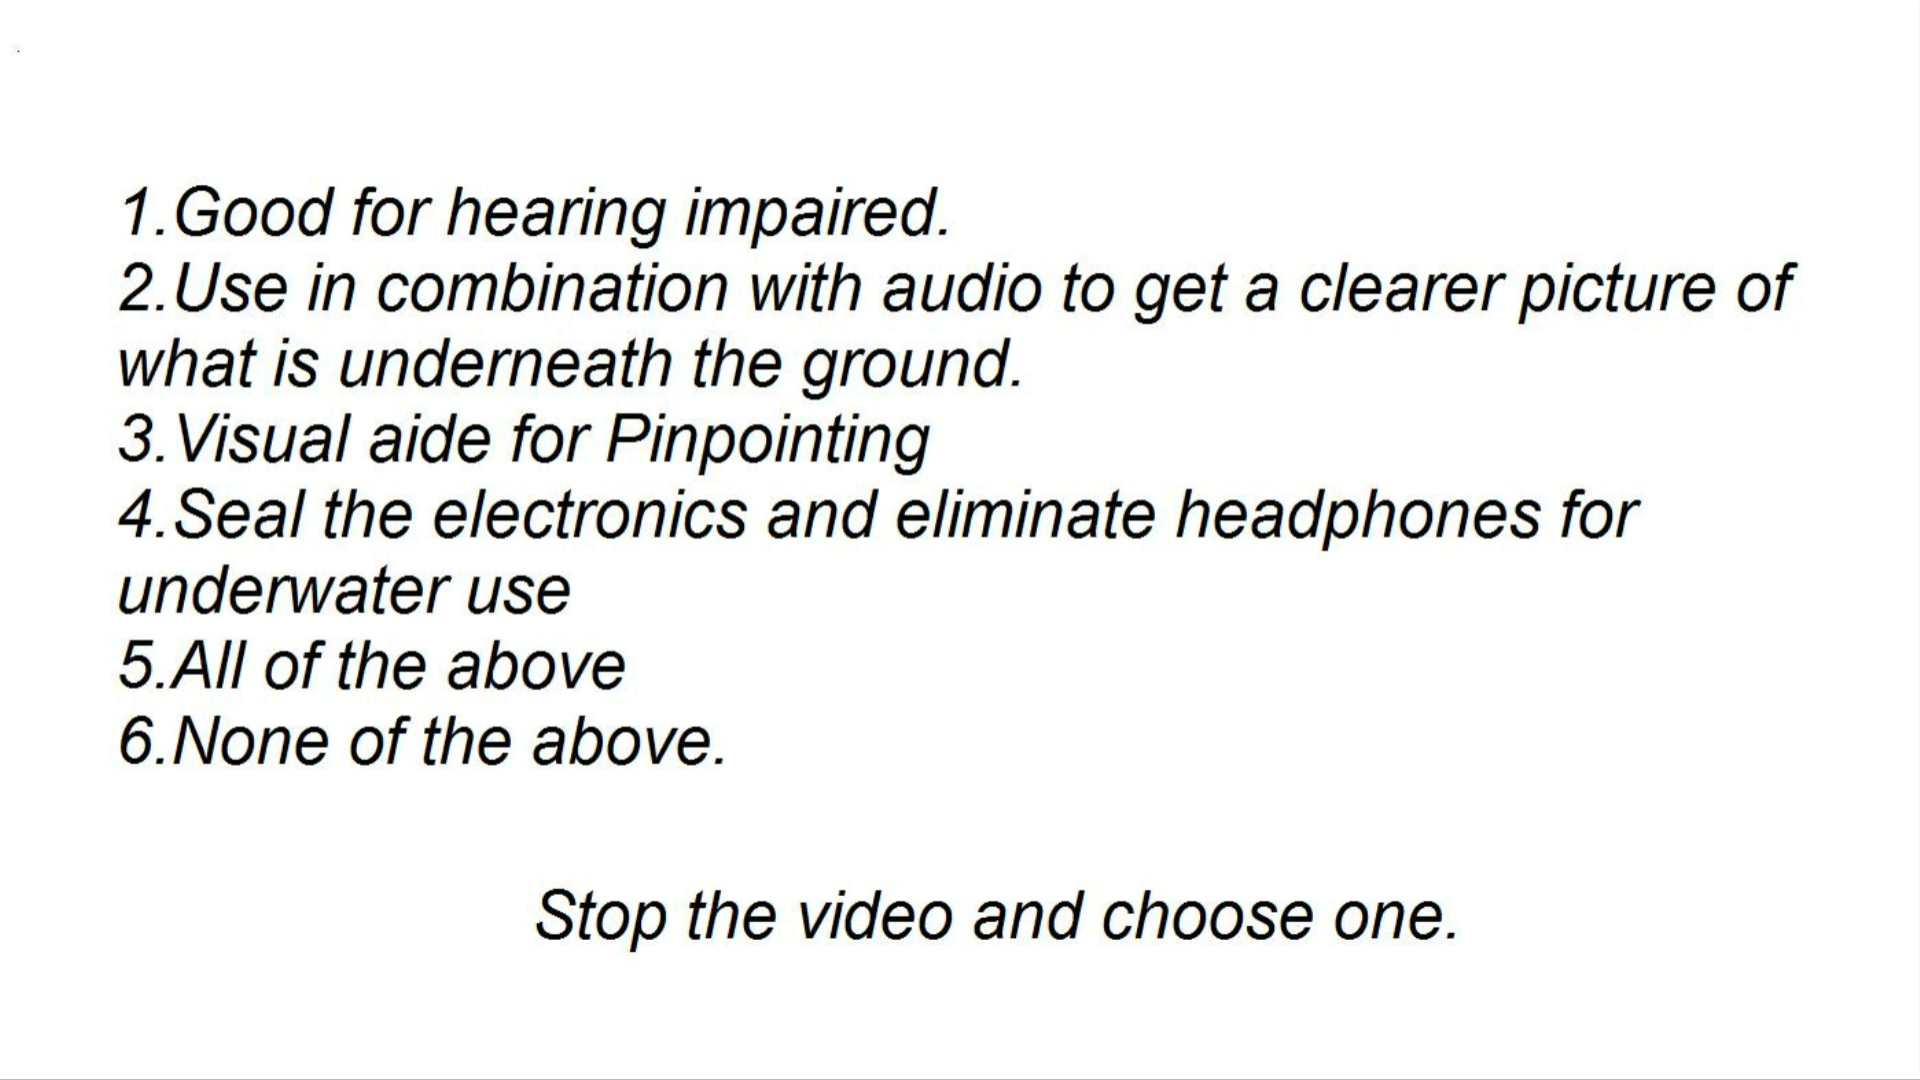 1.Good for hearing impaired.
2.Use in combination with audio to get a clearer picture of
what is underneath the ground.
3.Visual aide for Pinpointing
4.Seal the electronics and eliminate headphones for
underwater use
5.All of the above
6.None of the above.
Stop the video and choose one.